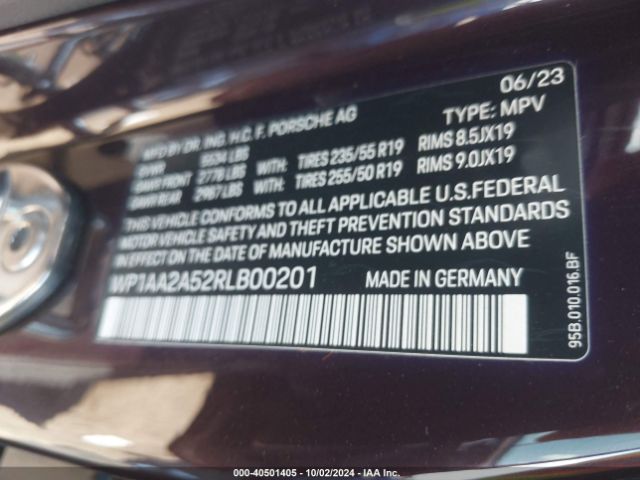 06/23
MFD BY DR. ING. H.C. F. PORSCHE AG TYPE: MPV
GVWR 5534 LBS
GAWR FRONT 2778 LBS WITH: TIRES 235/55 R19 RIMS 8.5JX19
GAWR REAR 2987 LBS WITH: TIRES 255/50 R19 RIMS 9.0JX19
THIS VEHICLE CONFORMS TO ALL APPLICABLE U.S.FEDERAL
MOTOR VEHICLE SAFETY AND THEFT PREVENTION STANDARDS
IN EFFECT ON THE DATE OF MANUFACTURE SHOWN ABOVE
WP1AA2A52RLB00201 MADE IN GERMANY
95B.010.016.BF
000-40501405 - 10/02/2024 - IAA Inc.